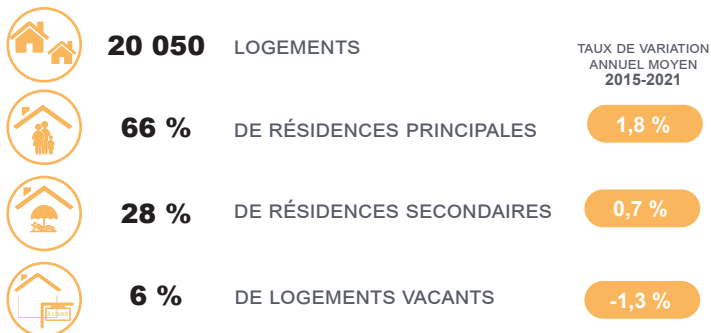 20 050 LOGEMENTS
TAUX DE VARIATION
ANNUEL MOYEN
2015-2021
66 % DE RÉSIDENCES PRINCIPALES 1,8 %
28 % DE RÉSIDENCES SECONDAIRES 0,7 %
6 % DE LOGEMENTS VACANTS -1,3 %